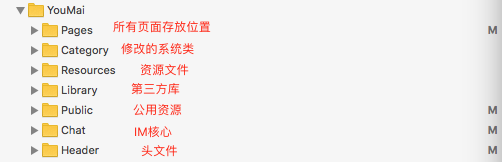 YouMai
Pages 所有页面存放位置 M
Category 修改的系统类
Resources 资源文件
Library 第三方库
Public 公用资源 M
Chat IM核心 M
Header 头文件 M